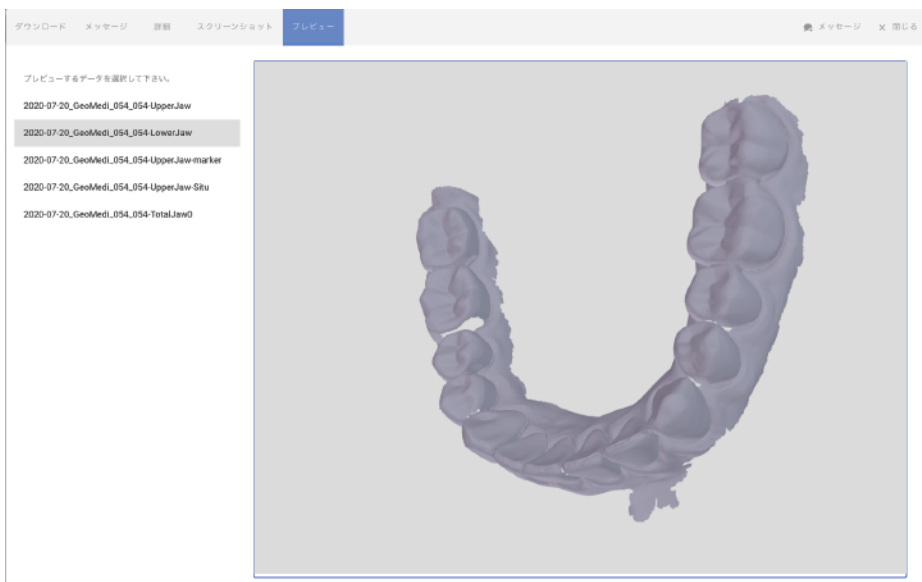 ダウンロード メッセージ 詳細 スクリーンショット プレビュー メッセージ × 閉じる
プレビューするデータを選択して下さい。
2020-07-20_GeoMedi_054_054-UpperJaw
2020-07-20_GeoMedi_054_054-LowerJaw
2020-07-20_GeoMedi_054_054-UpperJaw-marker
2020-07-20_GeoMedi_054_054-UpperJaw-Situ
2020-07-20_GeoMedi_054_054-TotalJaw0